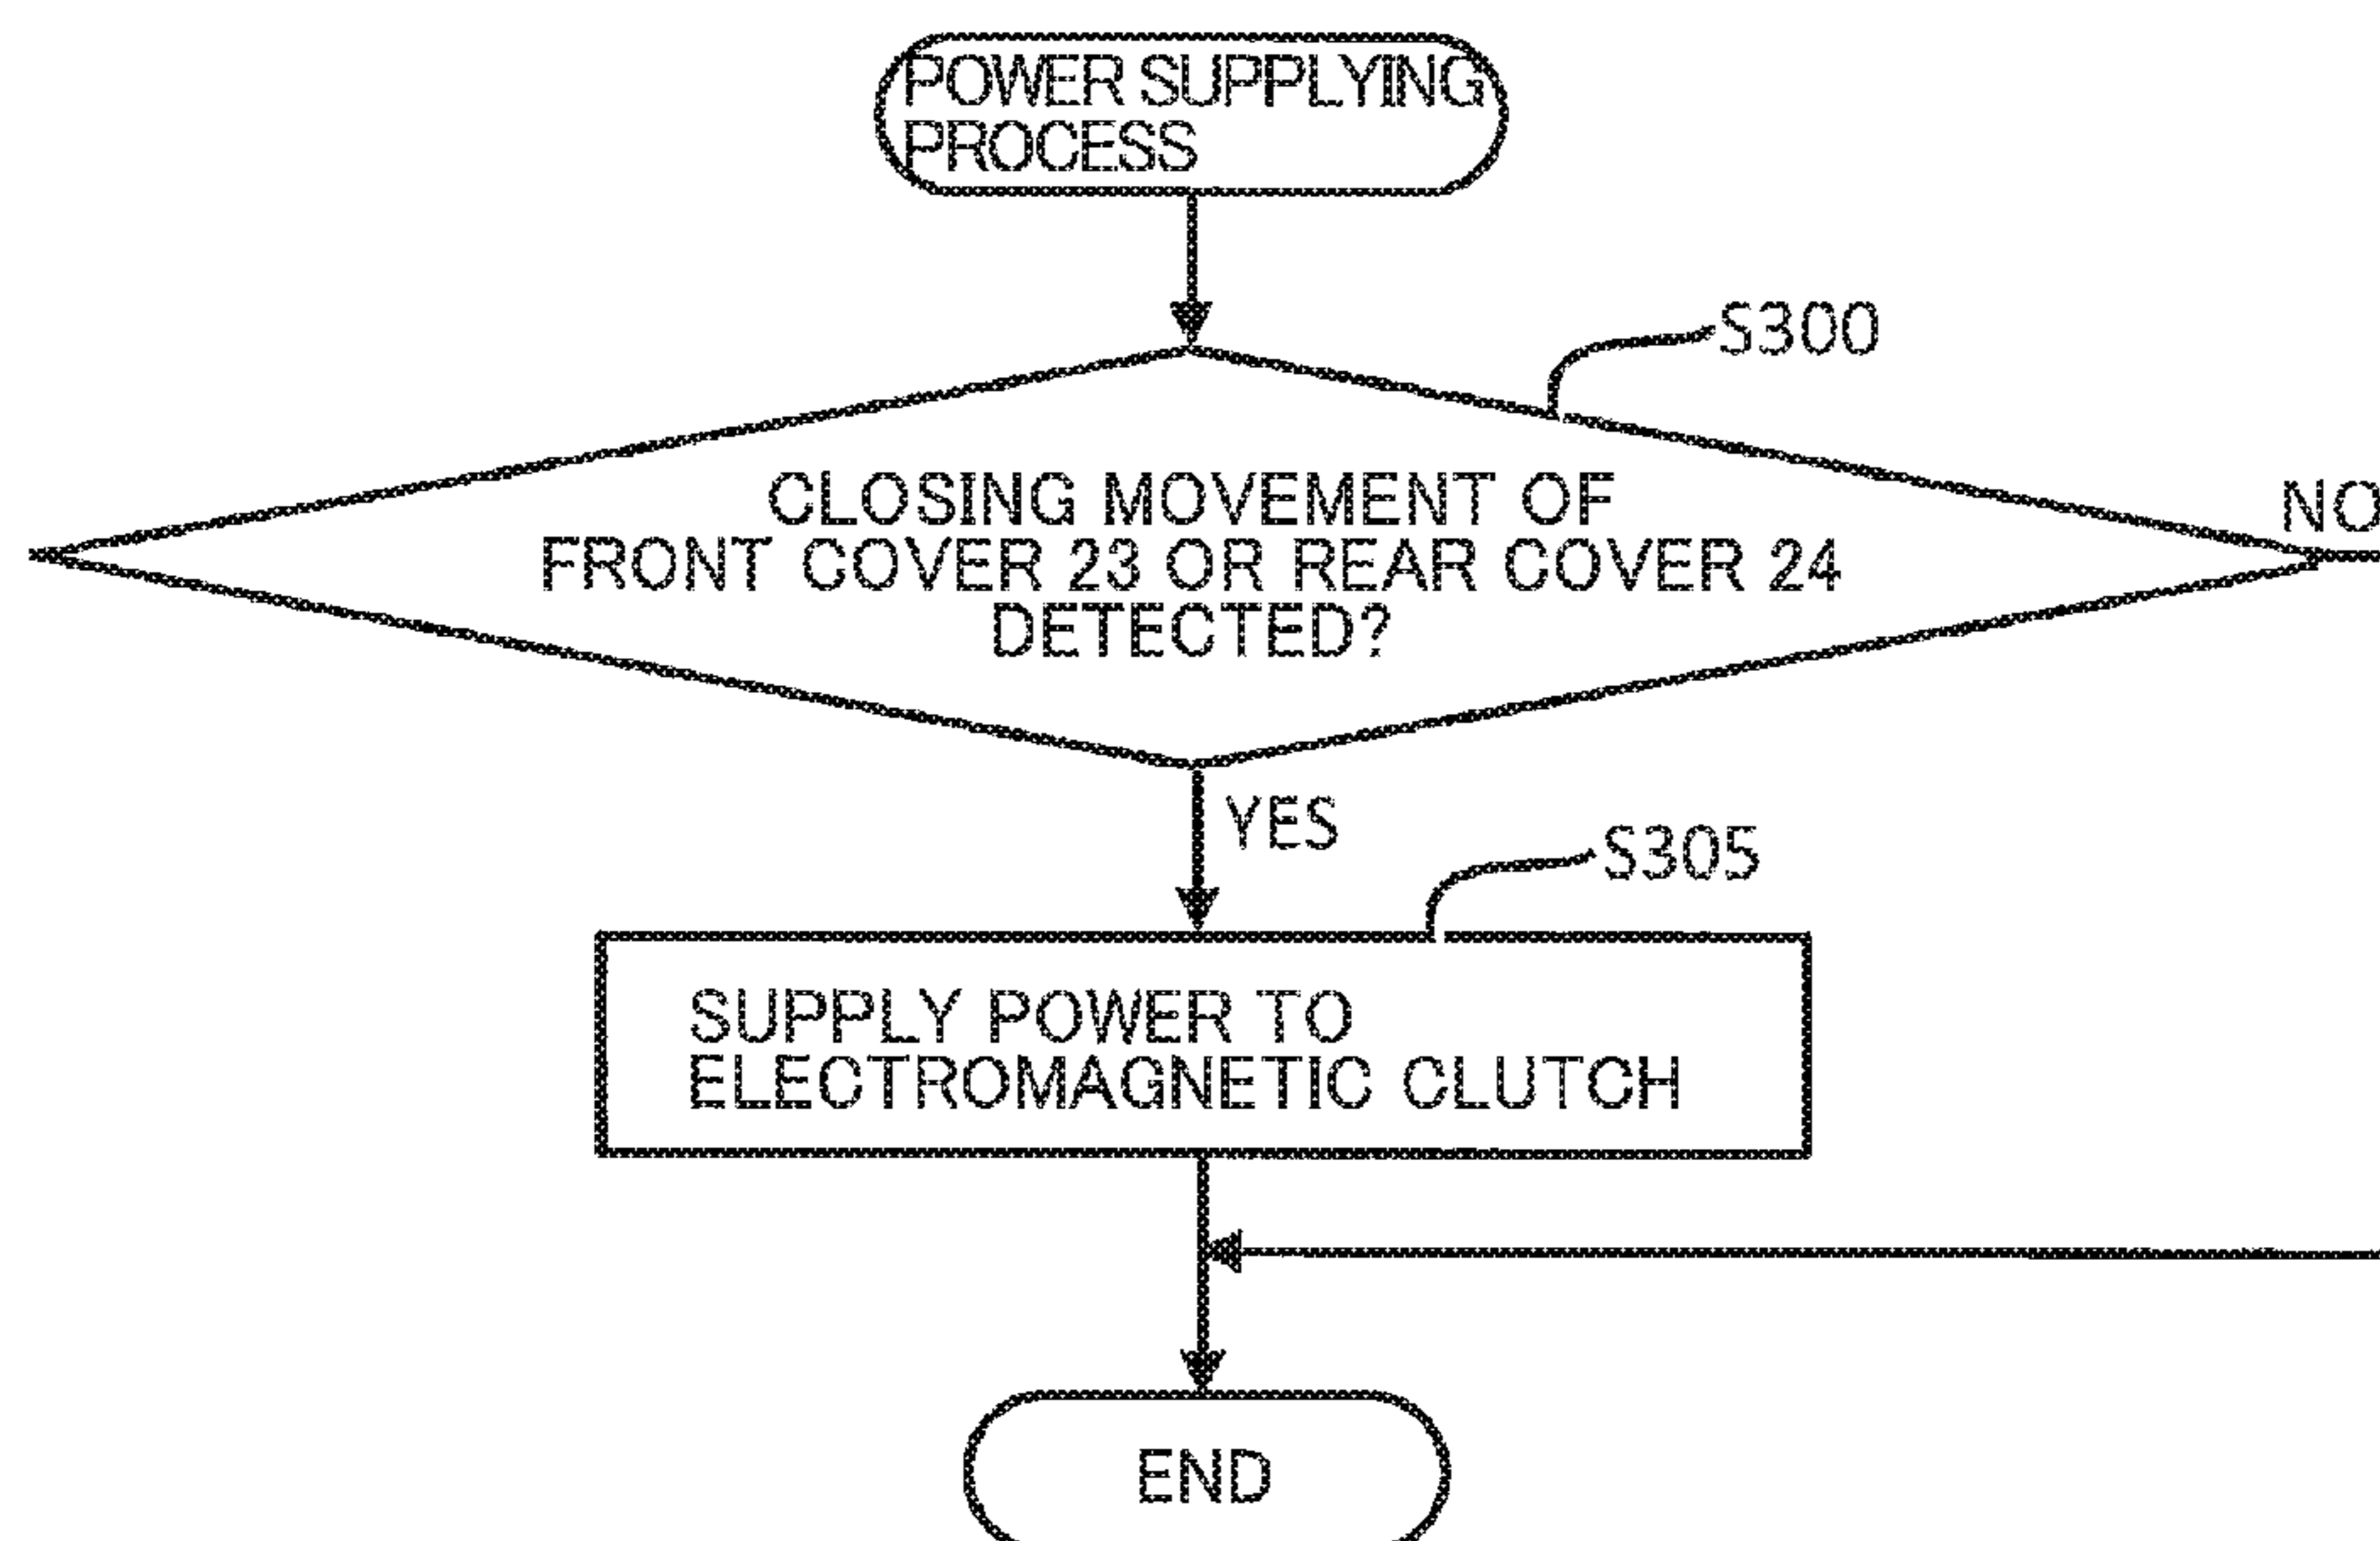 POWER SUPPLYING
PROCESS
S300
CLOSING MOVEMENT OF
FRONT COVER 23 OR REAR COVER 24
DETECTED?
NO
YES
S305
SUPPLY POWER TO
ELECTROMAGNETIC CLUTCH
END